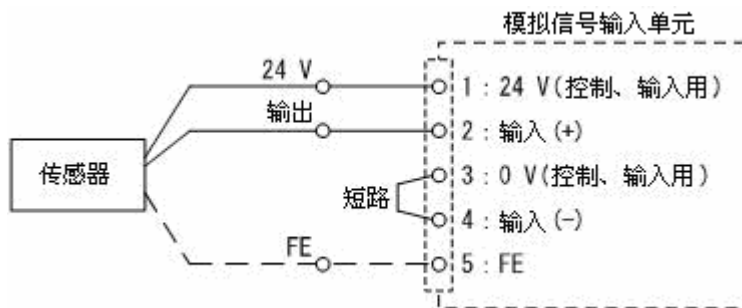 模拟信号输入单元
24 V
1 : 24 V(控制、输入用)
输出
2 : 输入(+)
传感器
3 : 0 V(控制、输入用)
短路
4 : 输入(-)
FE
5 : FE